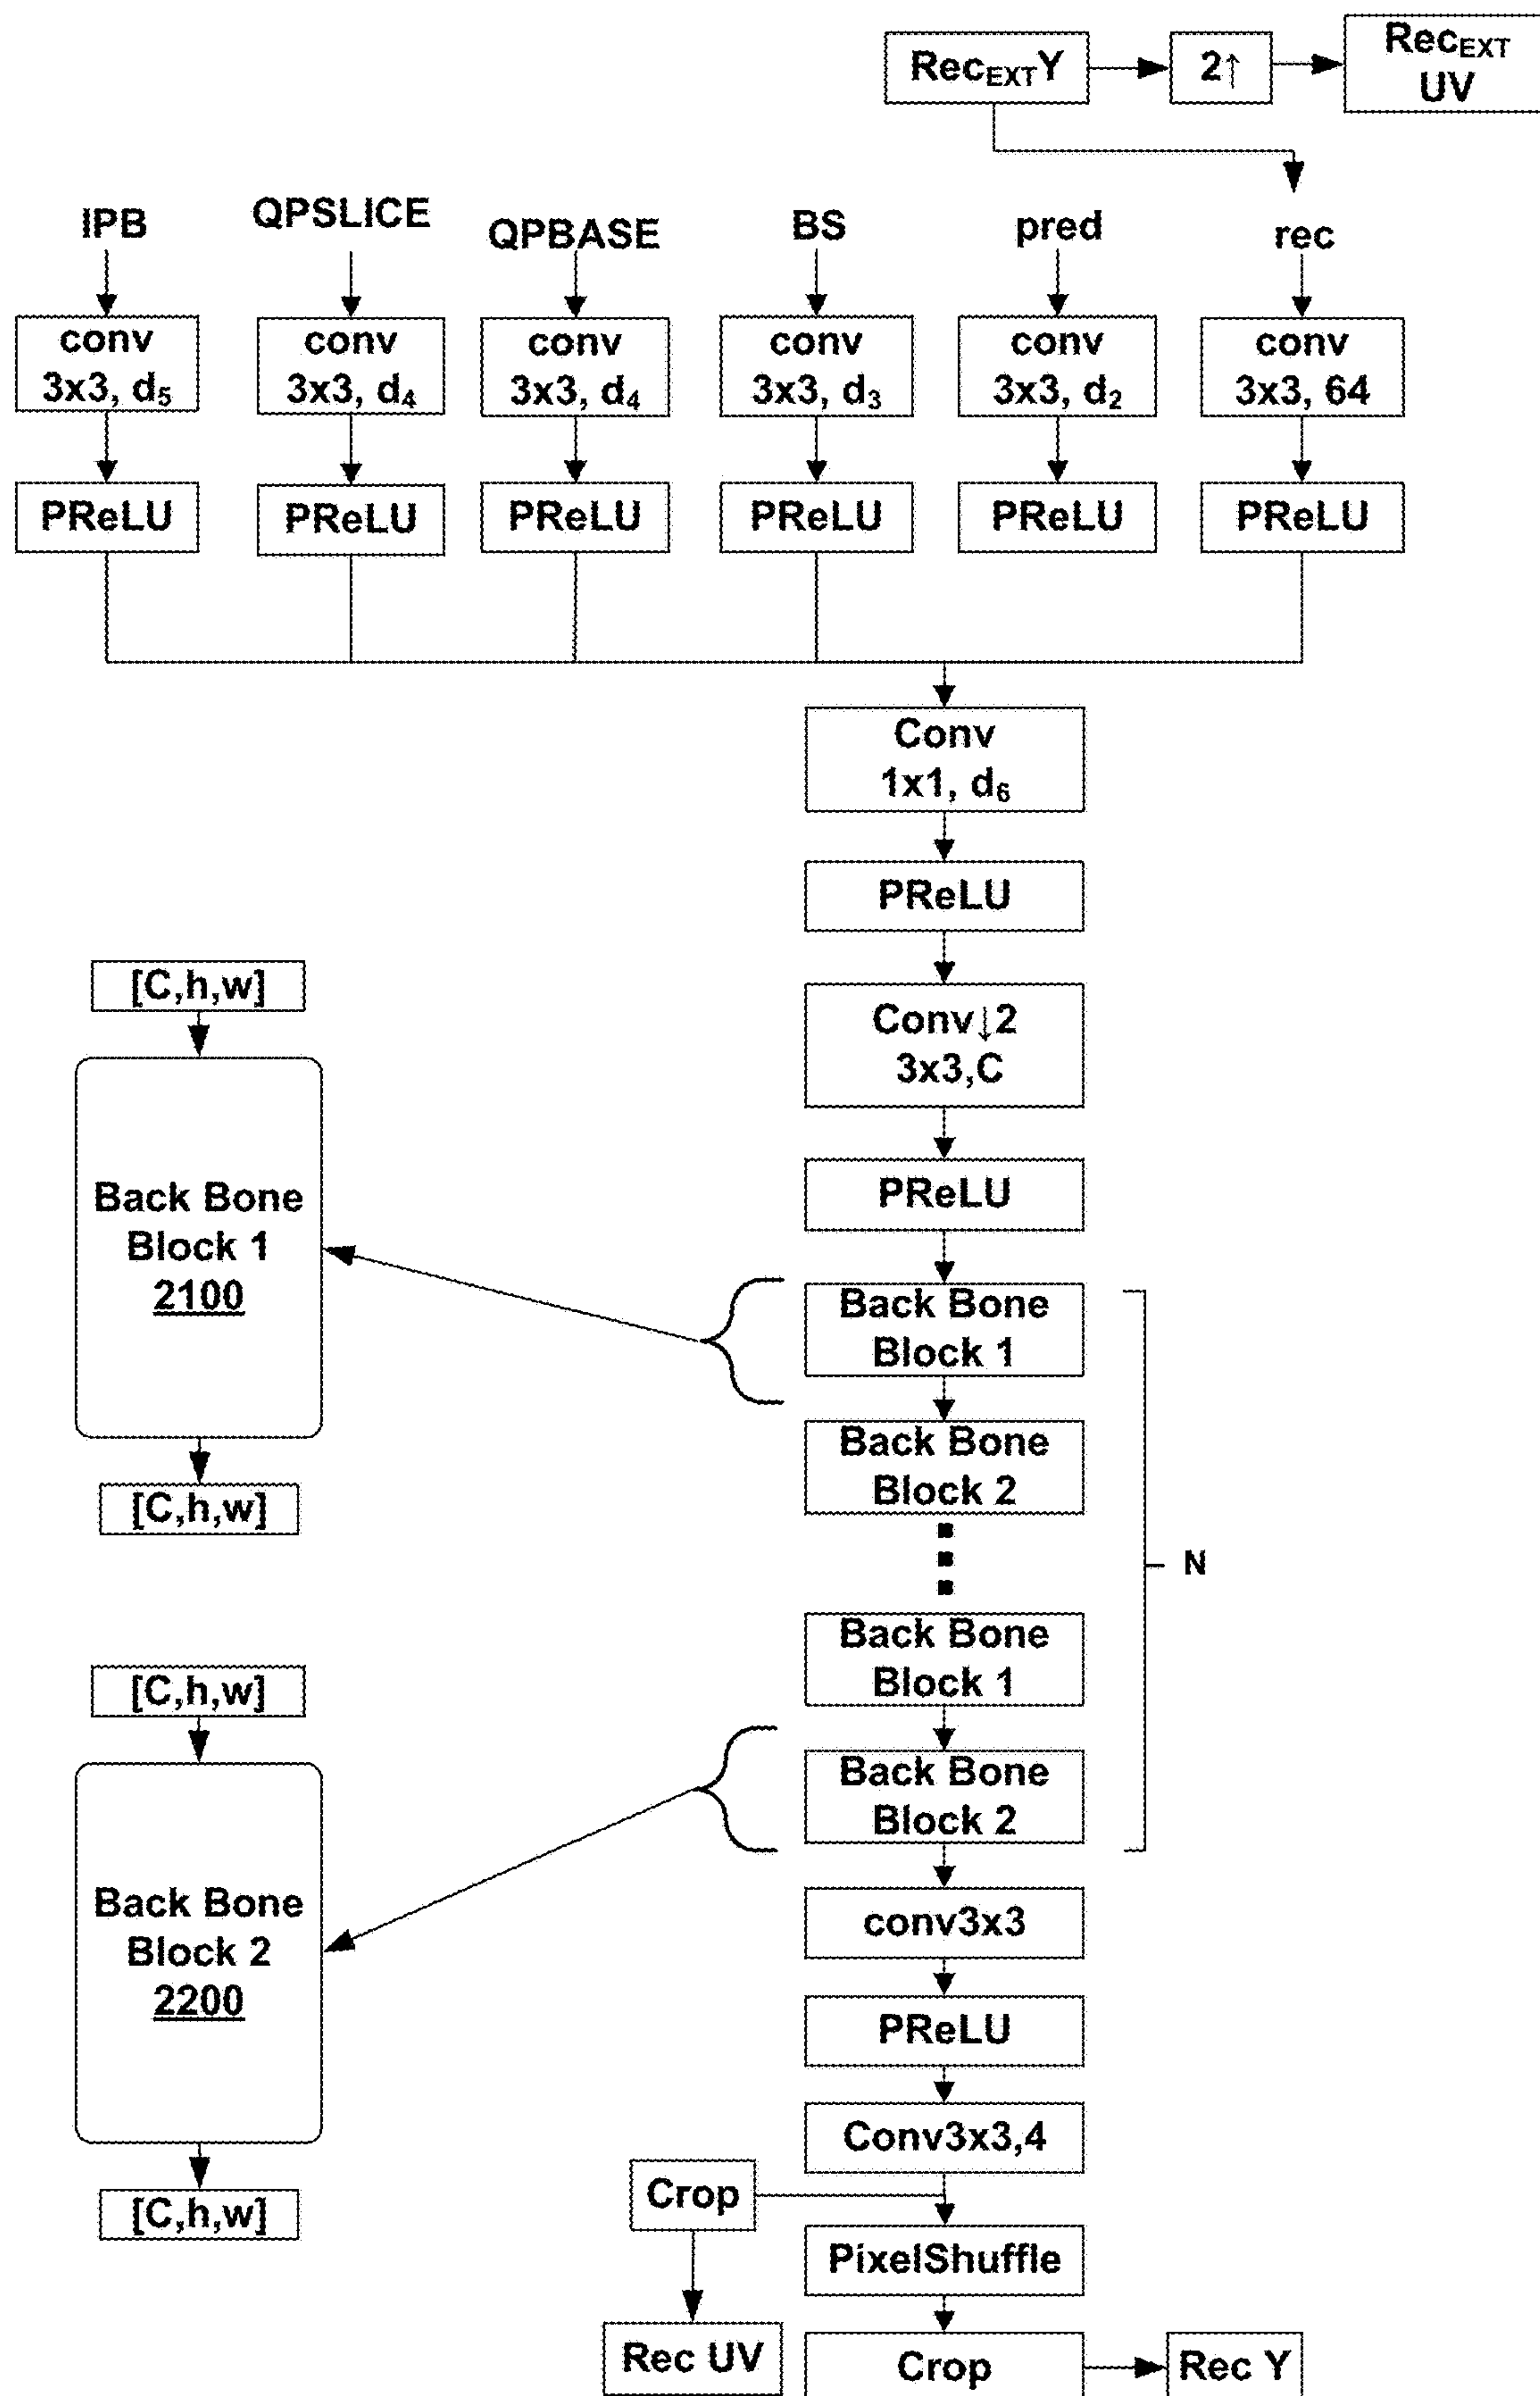 RecEXTY
2↑
RecEXT
UV
IPB
QPSLICE
QPBASE
BS
pred
rec
conv
3x3, d5
conv
3x3, d4
conv
3x3, d4
conv
3x3, d3
conv
3x3, d2
conv
3x3, 64
PReLU
PReLU
PReLU
PReLU
PReLU
PReLU
Conv
1x1, d6
PReLU
Conv↓2
3x3,C
PReLU
[C,h,w]
Back Bone
Block 1
2100
[C,h,w]
Back Bone
Block 1
Back Bone
Block 2
N
Back Bone
Block 1
Back Bone
Block 2
[C,h,w]
Back Bone
Block 2
2200
[C,h,w]
conv3x3
PReLU
Conv3x3,4
Crop
PixelShuffle
Rec UV
Crop
Rec Y